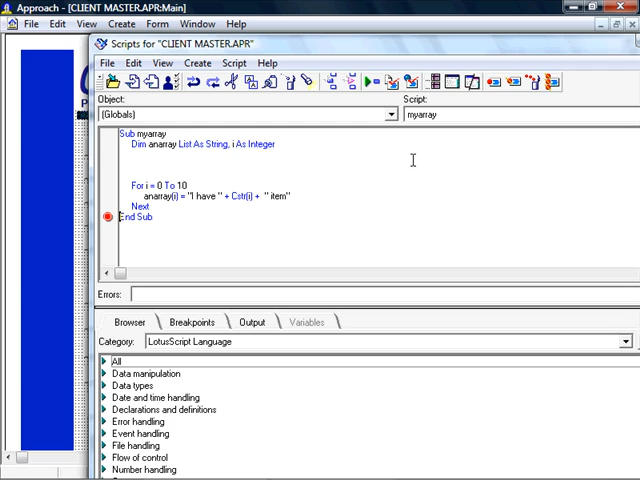 Approach - [CLIENT MASTER.APR:Main]
File Edit View Create Form Window Help
Scripts for "CLIENT MASTER.APR"
File Edit View Create Script Help
Object:
Script:
(Globals)
myarray
Sub myarray
Dim anarray List As String, i As Integer
For i = 0 To 10
anarray(i) = "I have " + Cstr(i) + " item"
Next
End Sub
Errors:
Browser Breakpoints Output Variables
Category: LotusScript Language
All
Data manipulation
Data types
Date and time handling
Declarations and definitions
Error handling
Event handling
File handling
Flow of control
Number handling